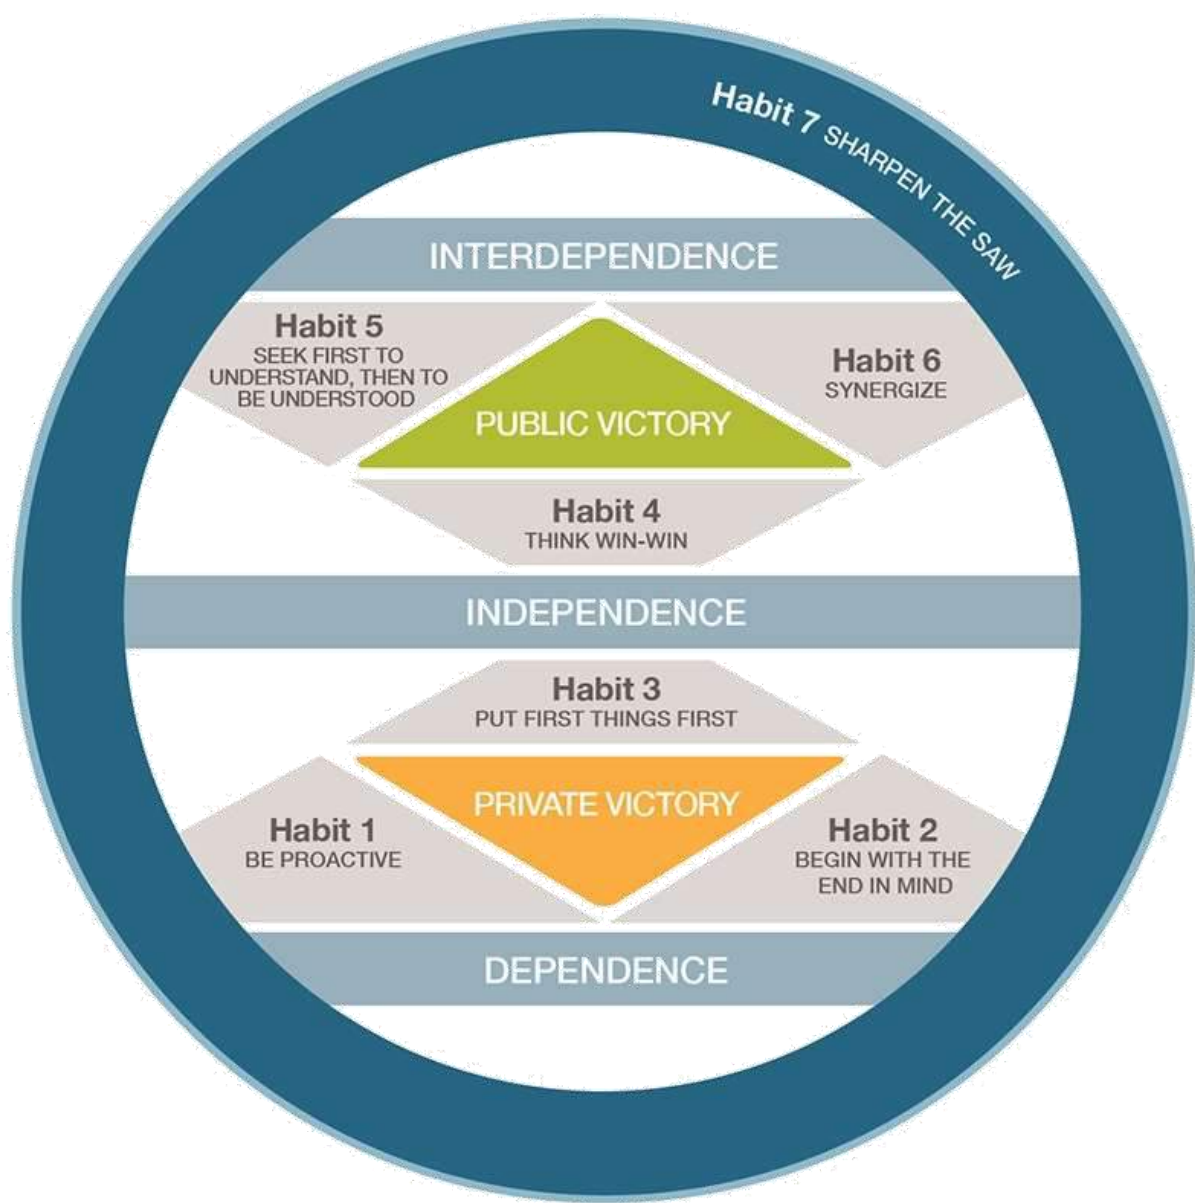 Habit 7 SHARPEN THE SAW
INTERDEPENDENCE
Habit 5
SEEK FIRST TO
UNDERSTAND, THEN TO
BE UNDERSTOOD
Habit 6
SYNERGIZE
PUBLIC VICTORY
Habit 4
THINK WIN-WIN
INDEPENDENCE
Habit 3
PUT FIRST THINGS FIRST
PRIVATE VICTORY
Habit 1
BE PROACTIVE
Habit 2
BEGIN WITH THE
END IN MIND
DEPENDENCE